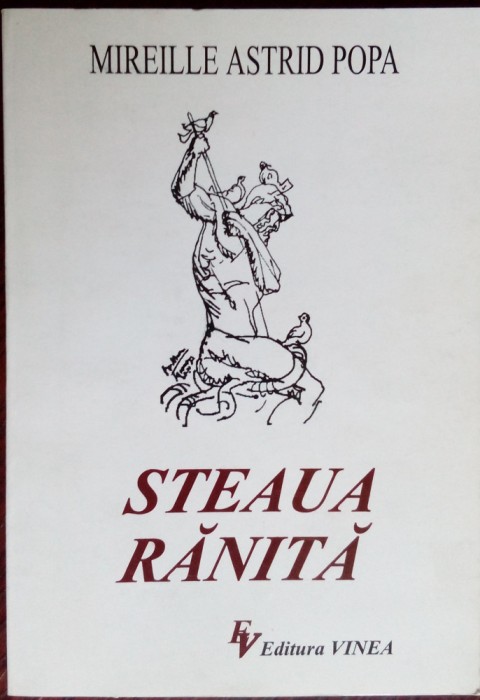 MIREILLE ASTRID POPA
STEAUA
RĂNITĂ
EV Editura VINEA